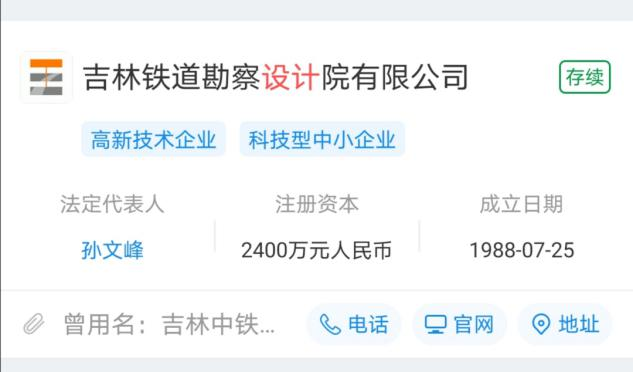 吉林铁道勘察设计院有限公司 存续
高新技术企业 科技型中小企业
法定代表人 注册资本 成立日期
孙文峰 2400万元人民币 1988-07-25
曾用名：吉林中铁... 电话 官网 地址